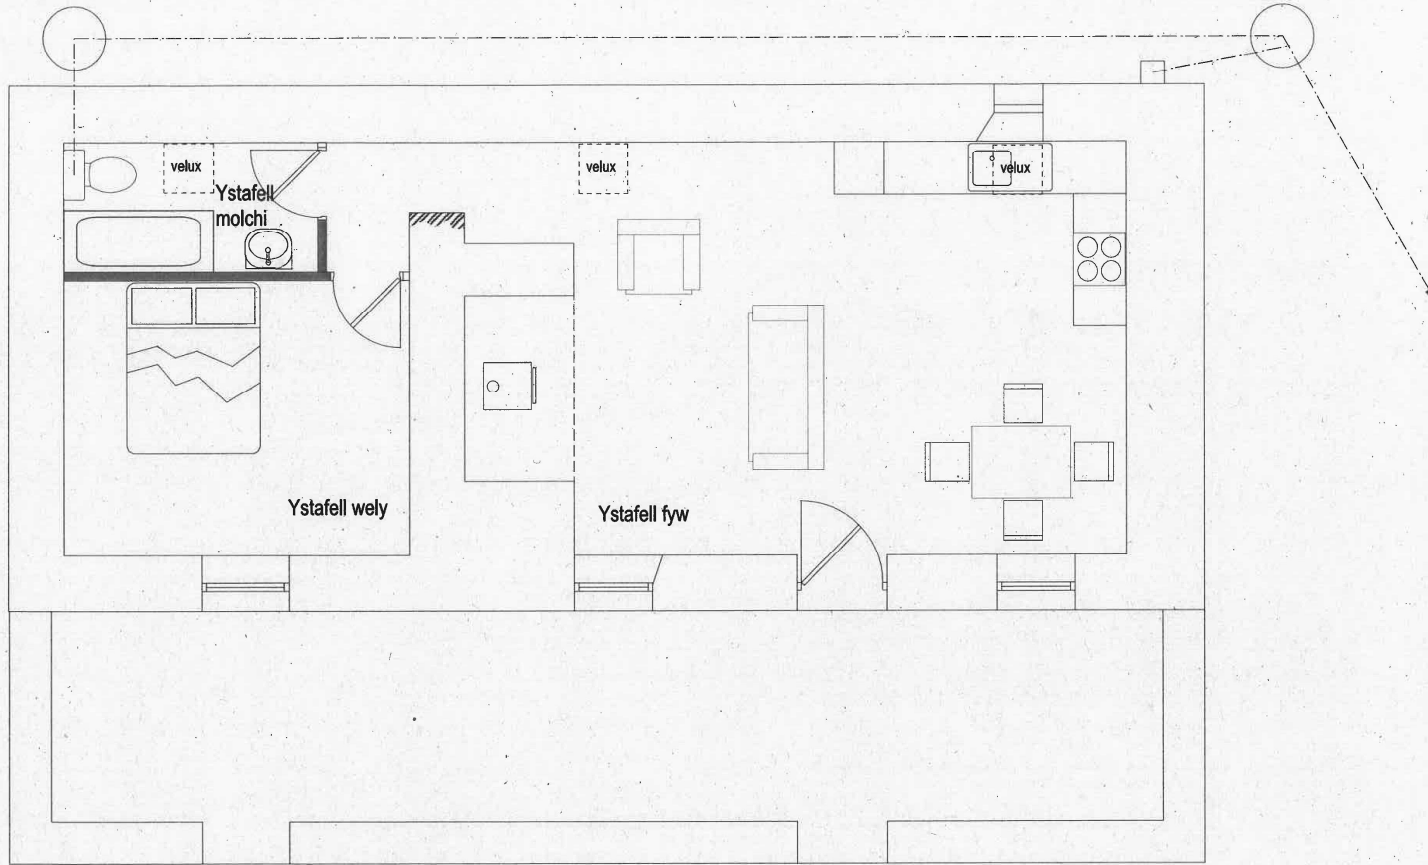 velux
velux
velux
Ystafell
molchi
Ystafell wely
Ystafell fyw